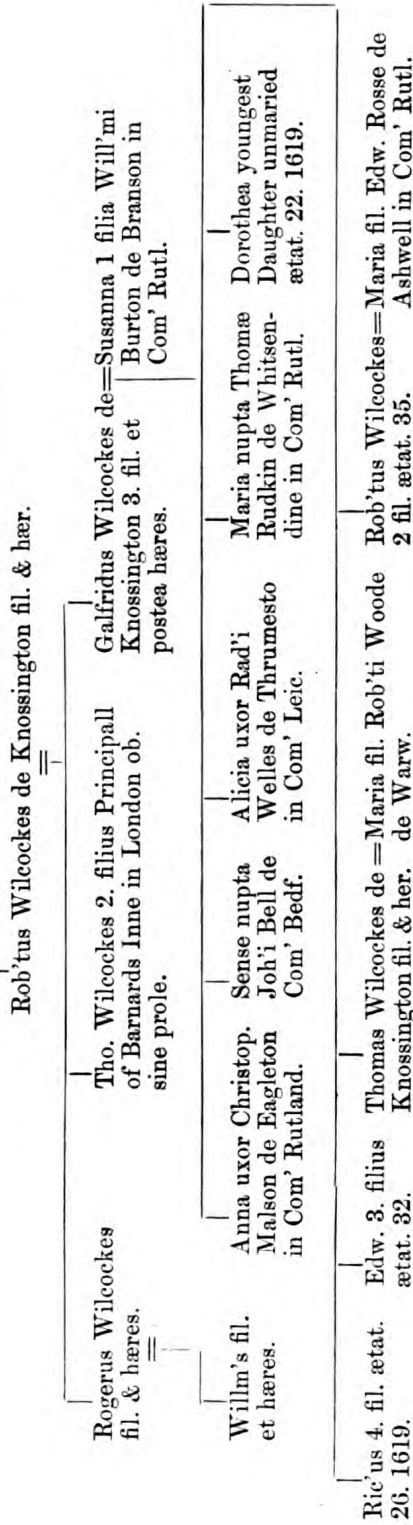 Rob'tus Wilcockes de Knossington fil. & hær.
Rogerus Wilcockes
fil. & hæres.
Tho. Wilcockes 2. filius Principall
of Barnards Inne in London ob.
sine prole.
Galfridus Wilcockes de=Susanna 1 filia Will'mi
Knossington 3. fil. et Burton de Branson in
postea hæres. Com' Rutl.
Willm's fil.
et hæres.
Anna uxor Christop.
Malson de Eagleton
in Com' Rutland.
Sense nupta
Joh'i Bell de
Com' Bedf.
Alicia uxor Rad'i
Welles de Thrumesto
in Com' Leic.
Maria nupta Thomæ
Rudkin de Whitsen-
dine in Com' Rutl.
Dorothea youngest
Daughter unmaried
ætat. 22. 1619.
Ric'us 4. fil. ætat.
26. 1619.
Edw. 3. filius
ætat. 32.
Thomas Wilcockes de=Maria fil. Rob'ti Woode
Knossington fil. & her. de Warw.
Rob'tus Wilcockes=Maria fil. Edw. Rosse de
2 fil. ætat. 35. Ashwell in Com' Rutl.